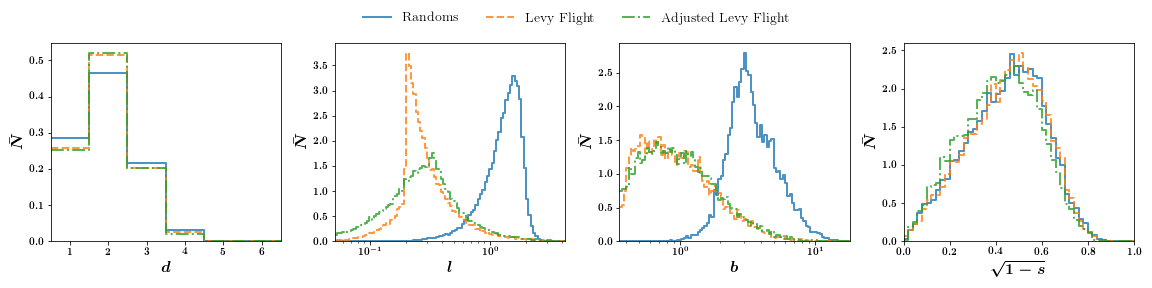 Randoms Levy Flight Adjusted Levy Flight
N̄ 0.0 0.1 0.2 0.3 0.4 0.5
1 2 3 4 5 6
d
N̄ 0.0 0.5 1.0 1.5 2.0 2.5 3.0 3.5
10⁻¹ 10⁰
l
N̄ 0.0 0.5 1.0 1.5 2.0 2.5
10⁰ 10¹
b
N̄ 0.0 0.5 1.0 1.5 2.0 2.5
0.0 0.2 0.4 0.6 0.8 1.0
√1 − s